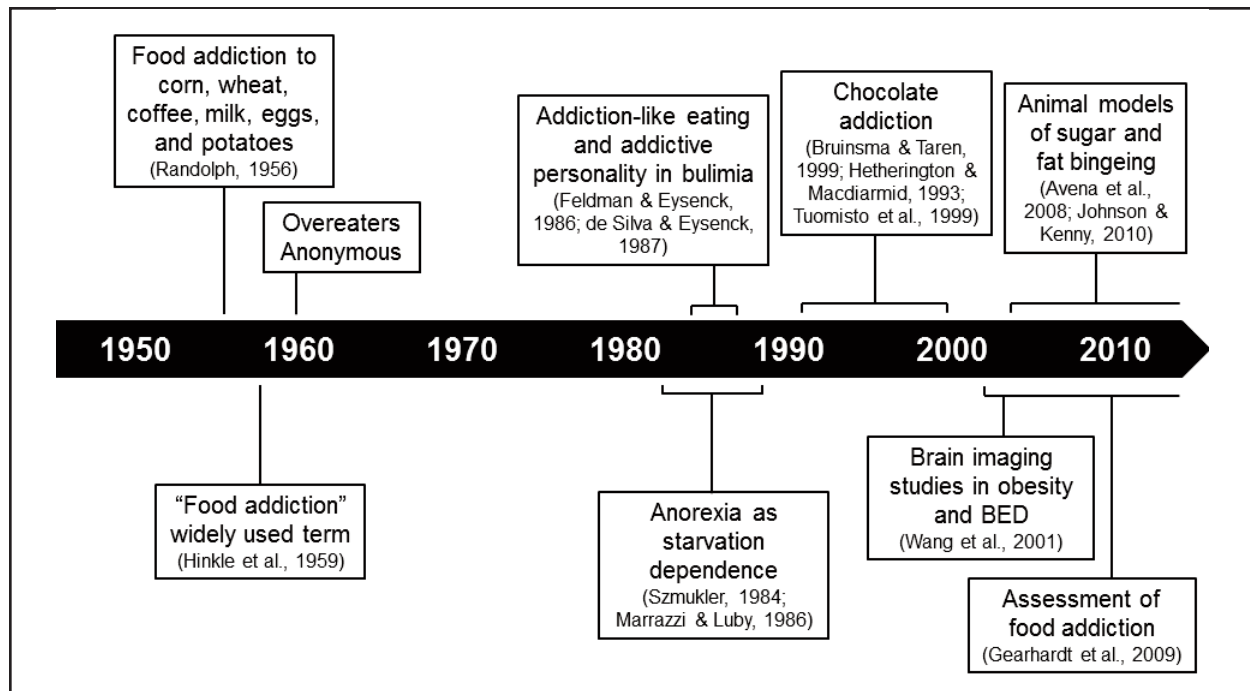 Food addiction to
corn, wheat,
coffee, milk, eggs,
and potatoes
(Randolph, 1956)
Overeaters
Anonymous
Addiction-like eating
and addictive
personality in bulimia
(Feldman & Eysenck,
1986; de Silva & Eysenck,
1987)
Chocolate
addiction
(Bruinsma & Taren,
1999; Hetherington &
Macdiarmid, 1993;
Tuomisto et al., 1999)
Animal models
of sugar and
fat bingeing
(Avena et al.,
2008; Johnson &
Kenny, 2010)
1950 1960 1970 1980 1990 2000 2010
“Food addiction”
widely used term
(Hinkle et al., 1959)
Anorexia as
starvation
dependence
(Szmukler, 1984;
Marrazzi & Luby, 1986)
Brain imaging
studies in obesity
and BED
(Wang et al., 2001)
Assessment of
food addiction
(Gearhardt et al., 2009)